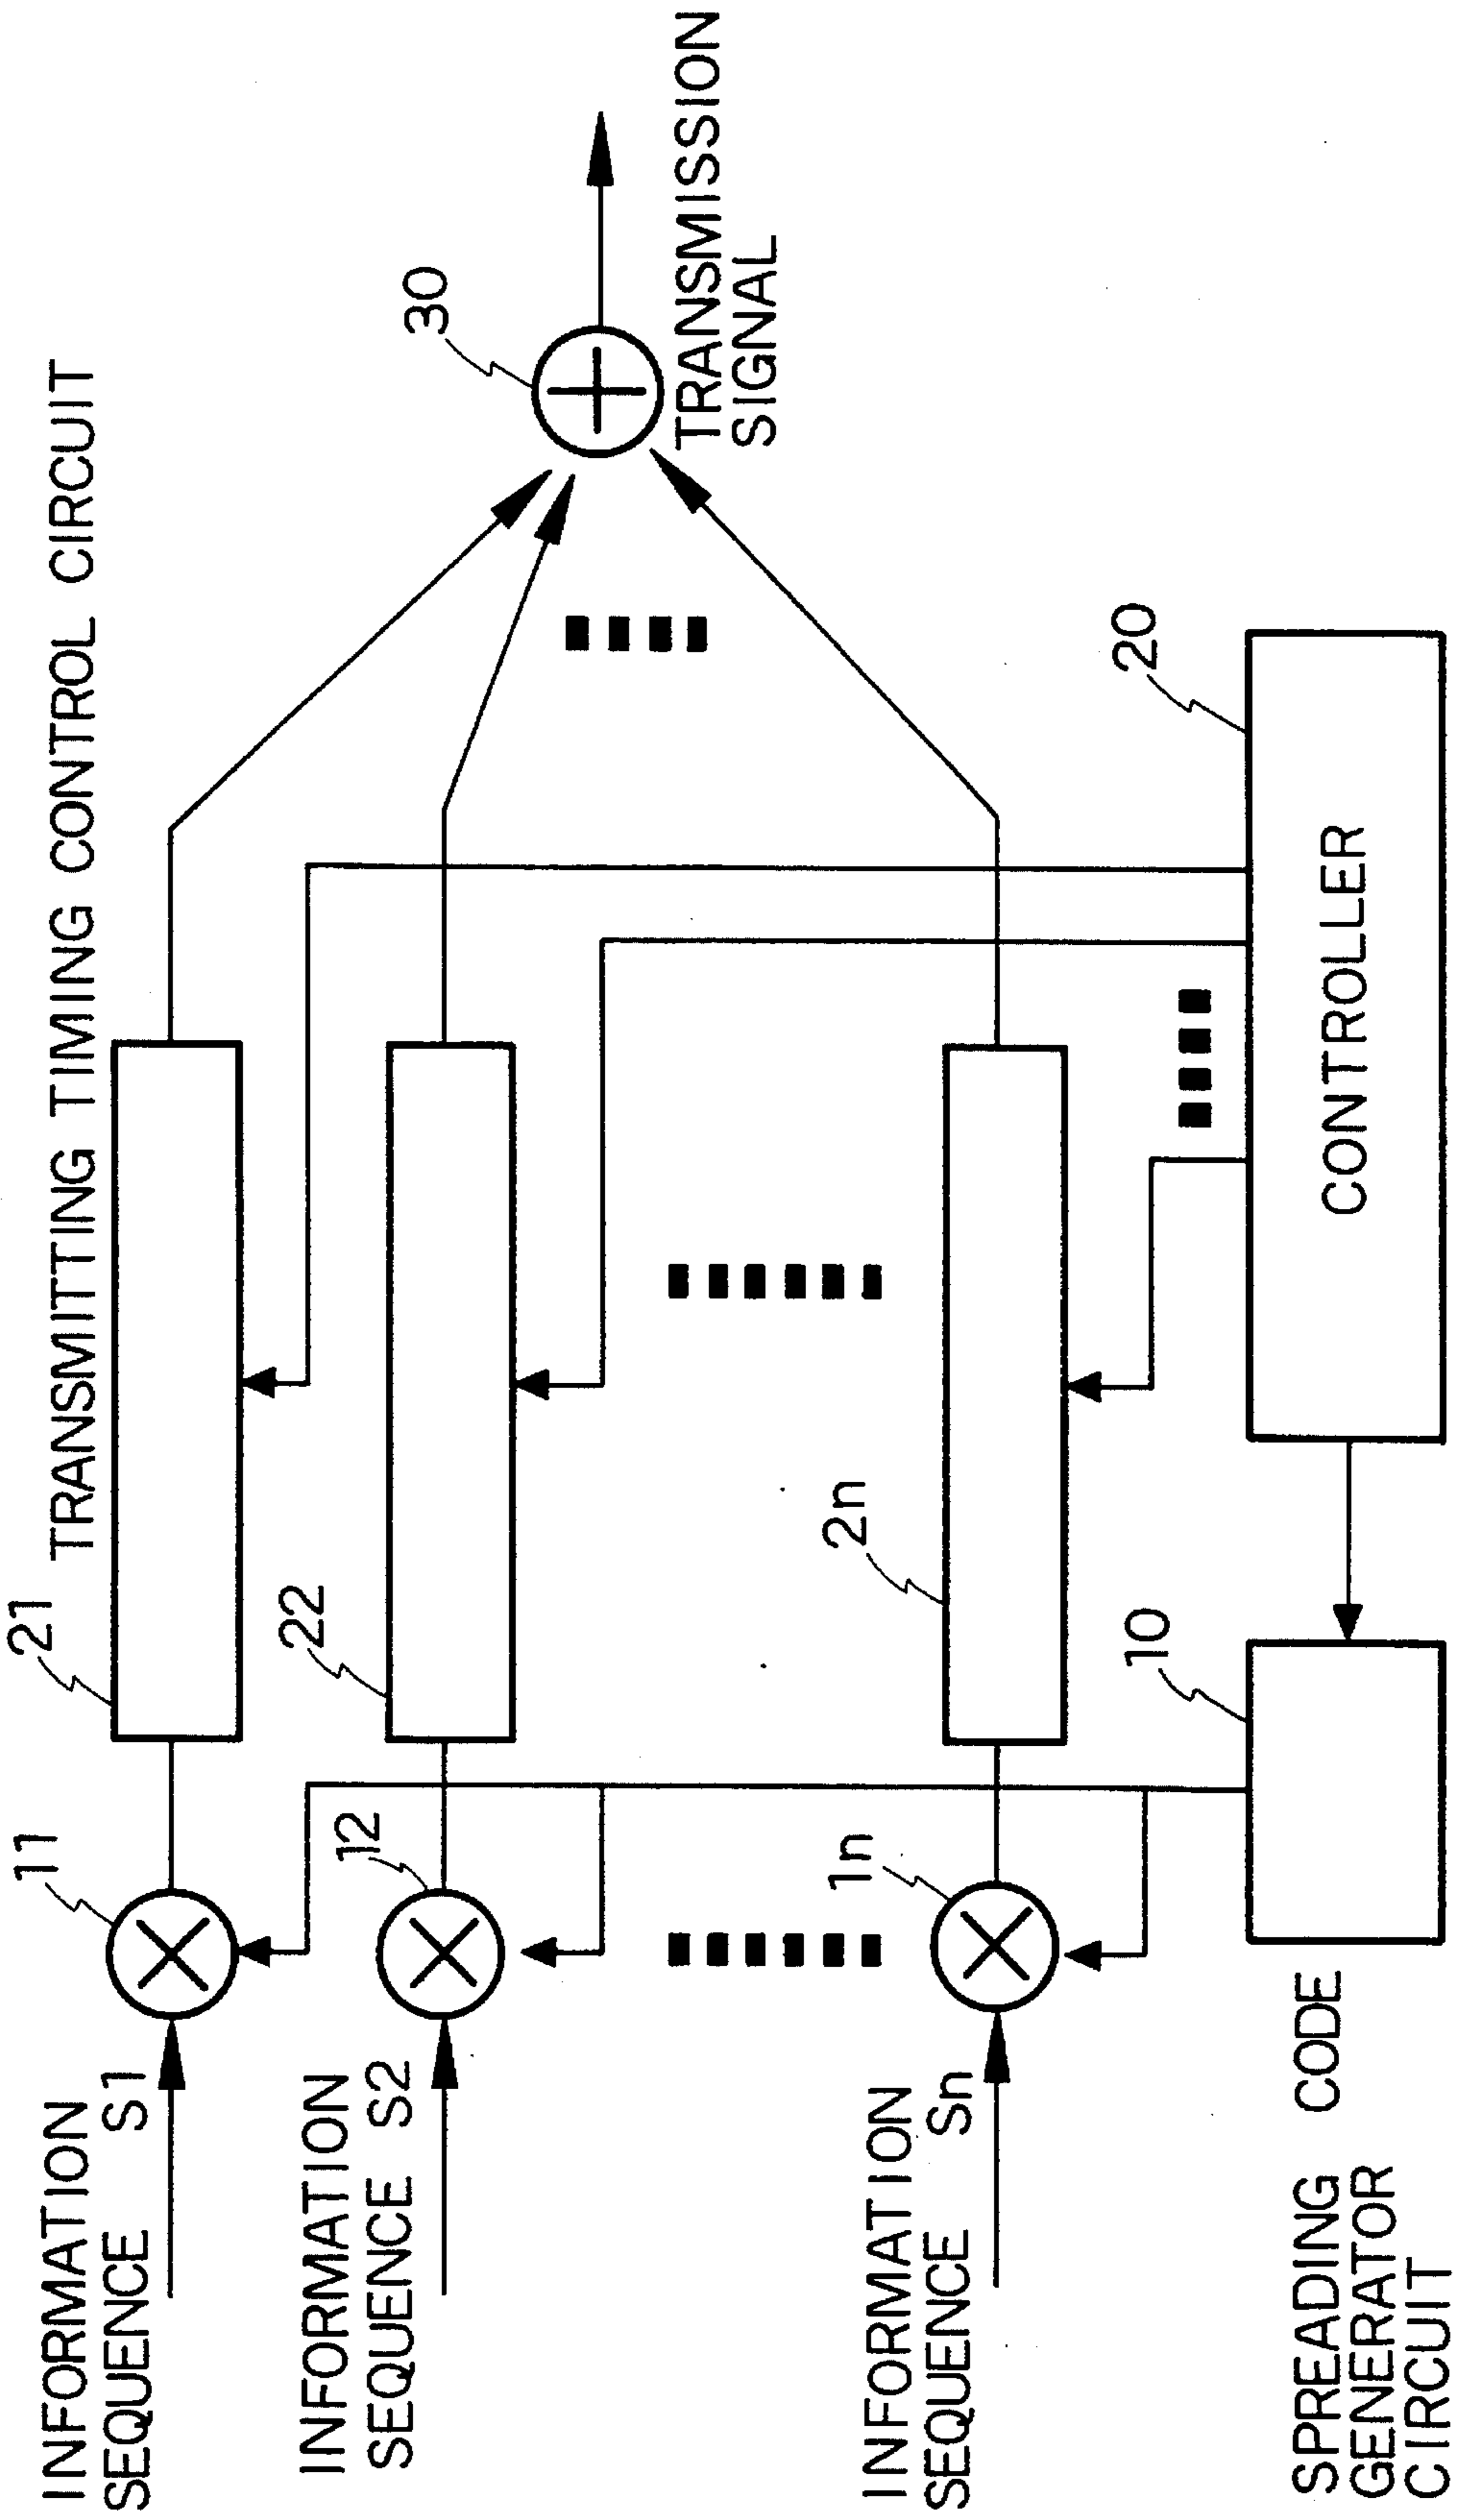 21 TRANSMITTING TIMING CONTROL CIRCUIT
INFORMATION
SEQUENCE S1
11
30
INFORMATION
SEQUENCE S2
12
22
TRANSMISSION
SIGNAL
INFORMATION
SEQUENCE Sn
1n
2n
10
20
SPREADING CODE
GENERATOR
CIRCUIT
CONTROLLER